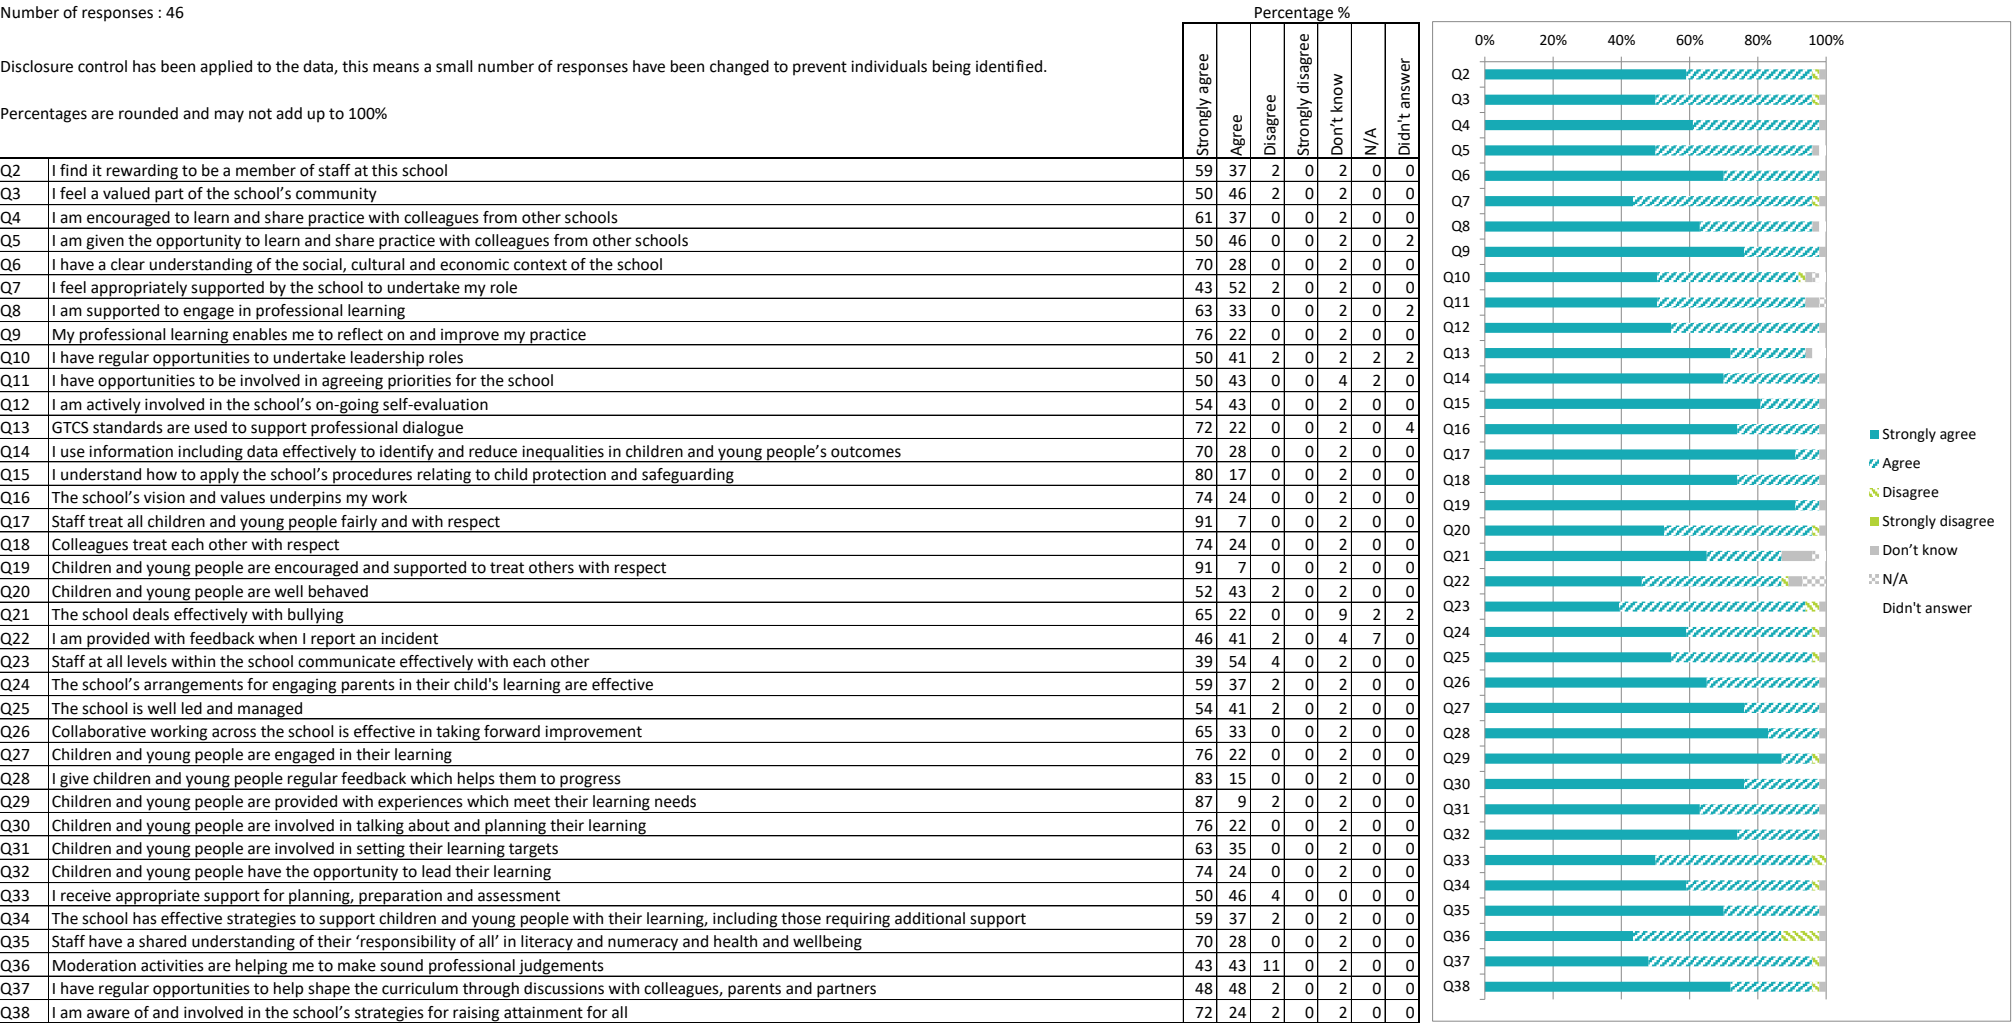 Number of responses : 46
Percentage %
Disclosure control has been applied to the data, this means a small number of responses have been changed to prevent individuals being identified.
Percentages are rounded and may not add up to 100%
Strongly agree
Agree
Disagree
Strongly disagree
Don't know
N/A
Didn't answer
Q2 I find it rewarding to be a member of staff at this school 59 37 2 0 2 0 0
Q3 I feel a valued part of the school's community 50 46 2 0 2 0 0
Q4 I am encouraged to learn and share practice with colleagues from other schools 61 37 0 0 2 0 0
Q5 I am given the opportunity to learn and share practice with colleagues from other schools 50 46 0 0 2 0 2
Q6 I have a clear understanding of the social, cultural and economic context of the school 70 28 0 0 2 0 0
Q7 I feel appropriately supported by the school to undertake my role 43 52 2 0 2 0 0
Q8 I am supported to engage in professional learning 63 33 0 0 2 0 2
Q9 My professional learning enables me to reflect on and improve my practice 76 22 0 0 2 0 0
Q10 I have regular opportunities to undertake leadership roles 50 41 2 0 2 2 2
Q11 I have opportunities to be involved in agreeing priorities for the school 50 43 0 0 4 2 0
Q12 I am actively involved in the school's on-going self-evaluation 54 43 0 0 2 0 0
Q13 GTCS standards are used to support professional dialogue 72 22 0 0 2 0 4
Q14 I use information including data effectively to identify and reduce inequalities in children and young people's outcomes 70 28 0 0 2 0 0
Q15 I understand how to apply the school's procedures relating to child protection and safeguarding 80 17 0 0 2 0 0
Q16 The school's vision and values underpins my work 74 24 0 0 2 0 0
Q17 Staff treat all children and young people fairly and with respect 91 7 0 0 2 0 0
Q18 Colleagues treat each other with respect 74 24 0 0 2 0 0
Q19 Children and young people are encouraged and supported to treat others with respect 91 7 0 0 2 0 0
Q20 Children and young people are well behaved 52 43 2 0 2 0 0
Q21 The school deals effectively with bullying 65 22 0 0 9 2 2
Q22 I am provided with feedback when I report an incident 46 41 2 0 4 7 0
Q23 Staff at all levels within the school communicate effectively with each other 39 54 4 0 2 0 0
Q24 The school's arrangements for engaging parents in their child's learning are effective 59 37 2 0 2 0 0
Q25 The school is well led and managed 54 41 2 0 2 0 0
Q26 Collaborative working across the school is effective in taking forward improvement 65 33 0 0 2 0 0
Q27 Children and young people are engaged in their learning 76 22 0 0 2 0 0
Q28 I give children and young people regular feedback which helps them to progress 83 15 0 0 2 0 0
Q29 Children and young people are provided with experiences which meet their learning needs 87 9 2 0 2 0 0
Q30 Children and young people are involved in talking about and planning their learning 76 22 0 0 2 0 0
Q31 Children and young people are involved in setting their learning targets 63 35 0 0 2 0 0
Q32 Children and young people have the opportunity to lead their learning 74 24 0 0 2 0 0
Q33 I receive appropriate support for planning, preparation and assessment 50 46 4 0 0 0 0
Q34 The school has effective strategies to support children and young people with their learning, including those requiring additional support 59 37 2 0 2 0 0
Q35 Staff have a shared understanding of their 'responsibility of all' in literacy and numeracy and health and wellbeing 70 28 0 0 2 0 0
Q36 Moderation activities are helping me to make sound professional judgements 43 43 11 0 2 0 0
Q37 I have regular opportunities to help shape the curriculum through discussions with colleagues, parents and partners 48 48 2 0 2 0 0
Q38 I am aware of and involved in the school's strategies for raising attainment for all 72 24 2 0 2 0 0
0% 20% 40% 60% 80% 100%
Q2
Q3
Q4
Q5
Q6
Q7
Q8
Q9
Q10
Q11
Q12
Q13
Q14
Q15
Q16
Q17
Q18
Q19
Q20
Q21
Q22
Q23
Q24
Q25
Q26
Q27
Q28
Q29
Q30
Q31
Q32
Q33
Q34
Q35
Q36
Q37
Q38
Strongly agree
Agree
Disagree
Strongly disagree
Don't know
N/A
Didn't answer